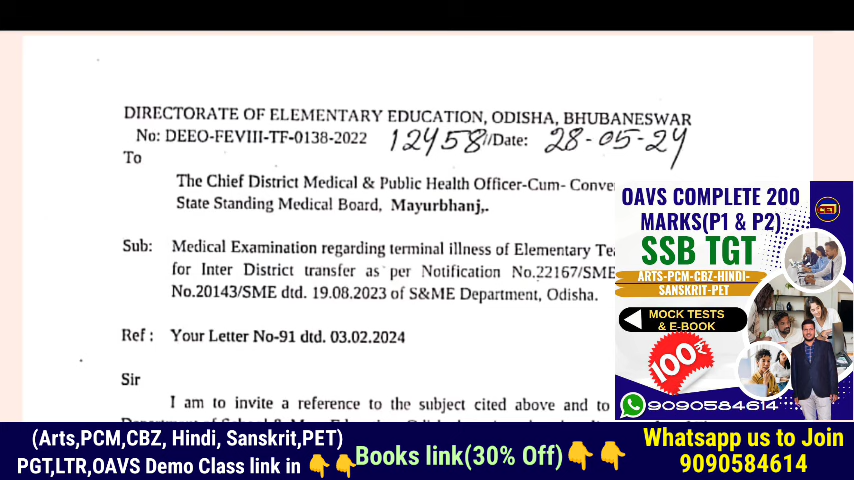 DIRECTORATE OF ELEMENTARY EDUCATION, ODISHA, BHUBANESWAR
No: DEEO-FEVIII-TF-0138-2022 12458//Date: 28-05-24
To
The Chief District Medical & Public Health Officer-Cum- Conve
State Standing Medical Board, Mayurbhanj,.
Sub: Medical Examination regarding terminal illness of Elementary Tea
for Inter District transfer as per Notification No.22167/SME
No.20143/SME dtd. 19.08.2023 of S&ME Department, Odisha.
Ref : Your Letter No-91 dtd. 03.02.2024
Sir
I am to invite a reference to the subject cited above and to
OAVS COMPLETE 200
MARKS(P1 & P2)
SSB TGT
ARTS-PCM-CBZ-HINDI-
SANSKRIT-PET
MOCK TESTS
& E-BOOK
100₹
9090584614
(Arts,PCM,CBZ, Hindi, Sanskrit,PET)
PGT,LTR,OAVS Demo Class link in 👇👇
Books link(30% Off)👇👇
Whatsapp us to Join
9090584614